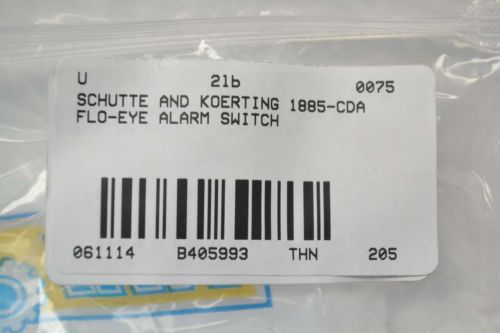 U 21b 0075
SCHUTTE AND KOERTING 1885-CDA
FLO-EYE ALARM SWITCH
061114 B405993 THN 205